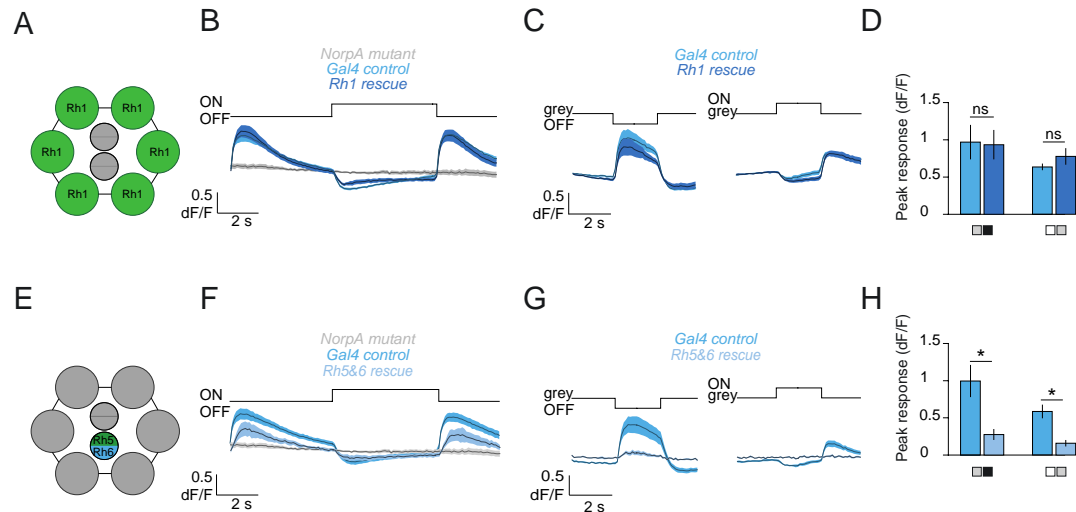 A
Rh1
Rh1
Rh1
Rh1
Rh1
Rh1
B
NorpA mutant
Gal4 control
Rh1 rescue
ON
OFF
0.5
dF/F
2 s
C
Gal4 control
Rh1 rescue
grey
OFF
ON
grey
0.5
dF/F
2 s
D
Peak response (dF/F)
1.5
1
0.5
0
ns
ns
E
Rh5
Rh6
F
NorpA mutant
Gal4 control
Rh5&6 rescue
ON
OFF
0.5
dF/F
2 s
G
Gal4 control
Rh5&6 rescue
grey
OFF
ON
grey
0.5
dF/F
2 s
H
Peak response (dF/F)
1.5
1
0.5
0
*
*